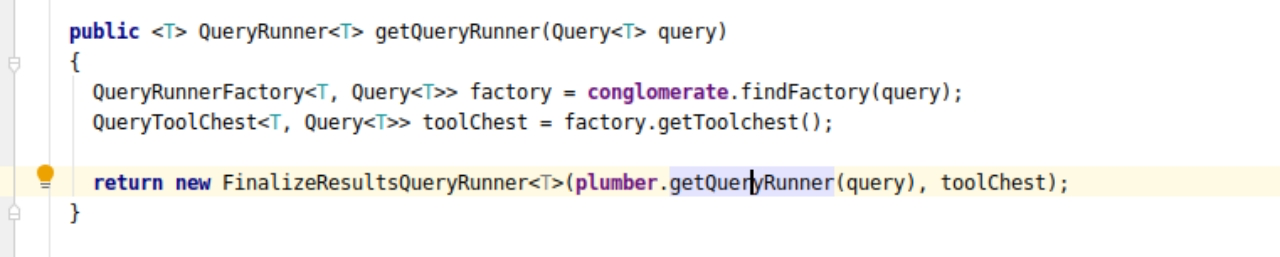 public <T> QueryRunner<T> getQueryRunner(Query<T> query)
{
QueryRunnerFactory<T, Query<T>> factory = conglomerate.findFactory(query);
QueryToolChest<T, Query<T>> toolChest = factory.getToolchest();
return new FinalizeResultsQueryRunner<T>(plumber.getQueryRunner(query), toolChest);
}